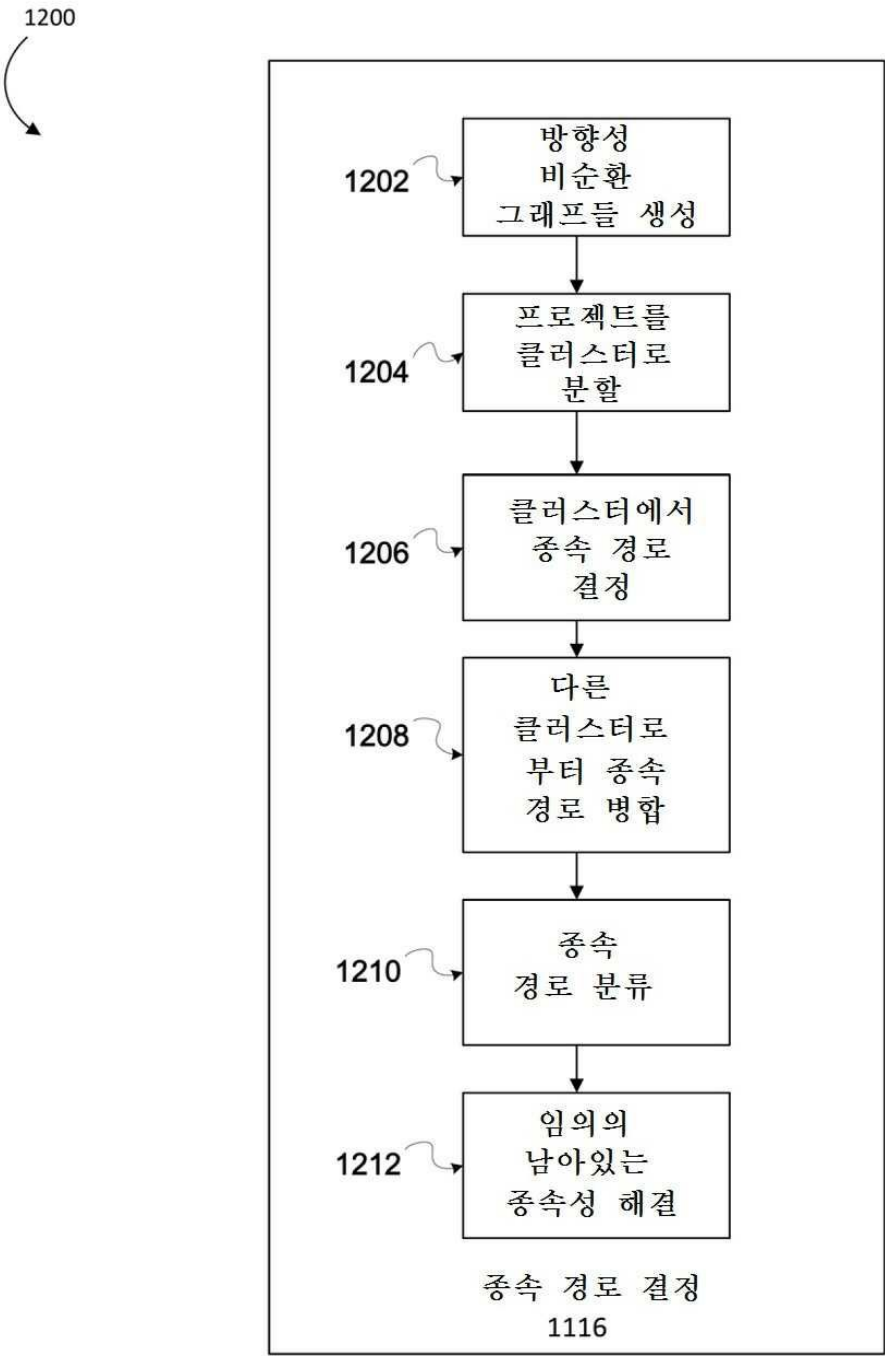 1200
1202
방향성
비순환
그래프들 생성
1204
프로젝트를
클러스터로
분할
1206
클러스터에서
종속 경로
결정
1208
다른
클러스터로
부터 종속
경로 병합
1210
종속
경로 분류
1212
임의의
남아있는
종속성 해결
종속 경로 결정
1116